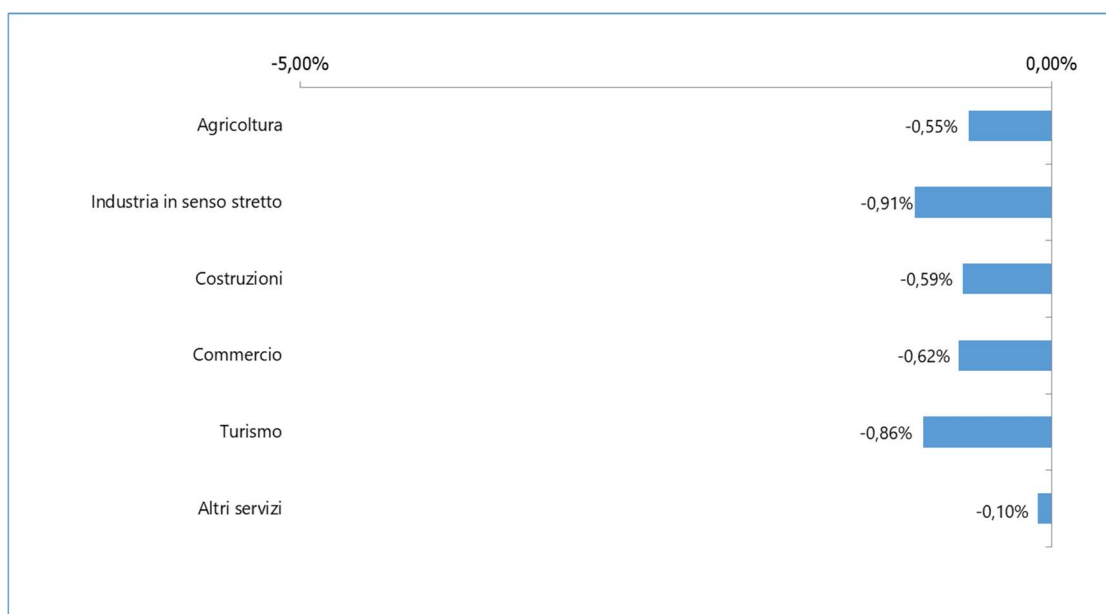 -5,00% 0,00%
Agricoltura -0,55%
Industria in senso stretto -0,91%
Costruzioni -0,59%
Commercio -0,62%
Turismo -0,86%
Altri servizi -0,10%